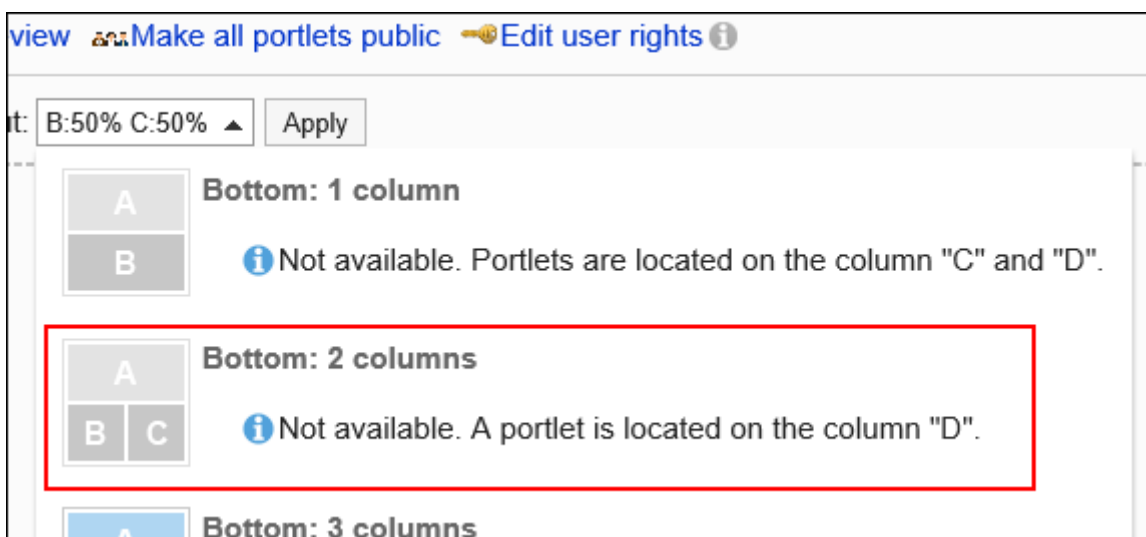 view Make all portlets public Edit user rights
t: B:50% C:50% Apply
A
B
Bottom: 1 column
Not available. Portlets are located on the column "C" and "D".
A
B C
Bottom: 2 columns
Not available. A portlet is located on the column "D".
A
Bottom: 3 columns